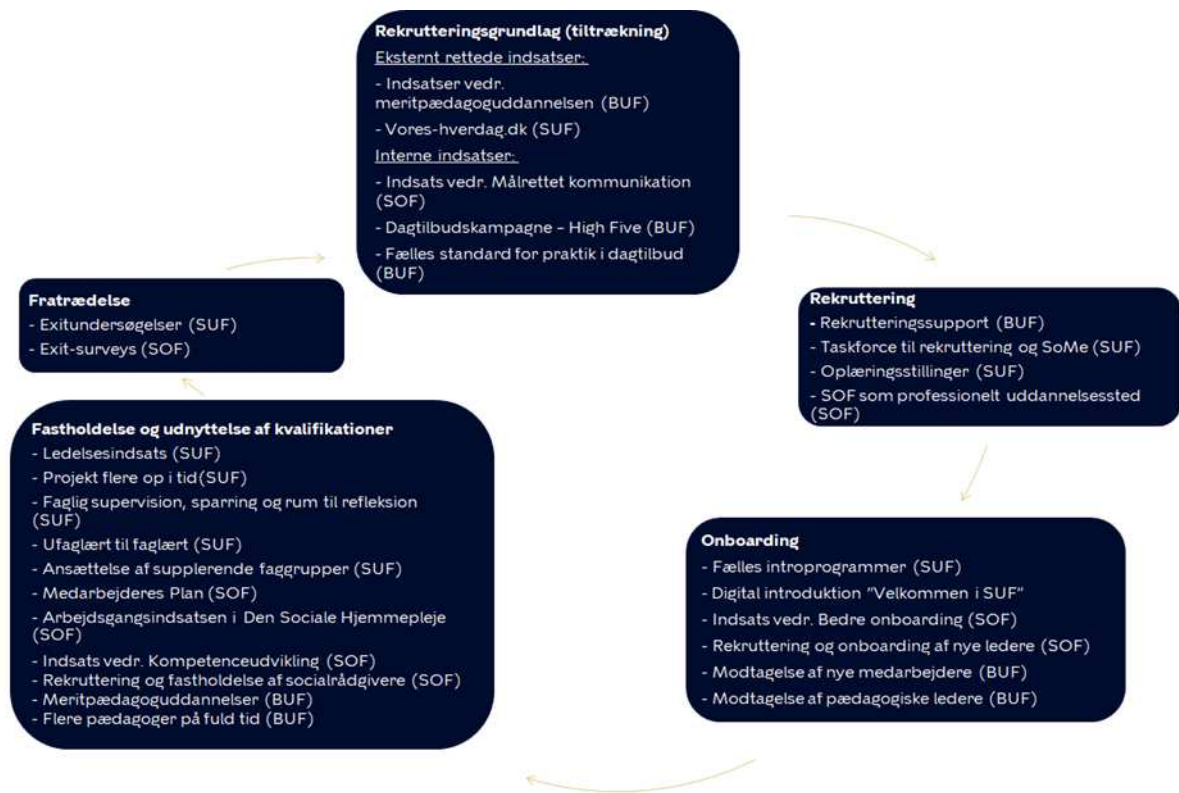 Rekrutteringsgrundlag (tiltrækning)
Eksternt rettede indsatser:
- Indsatser vedr.
meritpædagoguddannelsen (BUF)
- Vores-hverdag.dk (SUF)
Interne indsatser:
- Indsats vedr. Målrettet kommunikation
(SOF)
- Dagtilbudskampagne – High Five (BUF)
- Fælles standard for praktik i dagtilbud
(BUF)
Rekruttering
- Rekrutteringssupport (BUF)
- Taskforce til rekruttering og SoMe (SUF)
- Oplæringsstillinger (SUF)
- SOF som professionelt uddannelsessted
(SOF)
Onboarding
- Fælles introprogrammer (SUF)
- Digital introduktion ”Velkommen i SUF”
- Indsats vedr. Bedre onboarding (SOF)
- Rekruttering og onboarding af nye ledere (SOF)
- Modtagelse af nye medarbejdere (BUF)
- Modtagelse af pædagogiske ledere (BUF)
Fastholdelse og udnyttelse af kvalifikationer
- Ledelsesindsats (SUF)
- Projekt flere op i tid(SUF)
- Faglig supervision, sparring og rum til refleksion
(SUF)
- Ufaglært til faglært (SUF)
- Ansættelse af supplerende faggrupper (SUF)
- Medarbejderes Plan (SOF)
- Arbejdsgangsindsatsen i Den Sociale Hjemmepleje
(SOF)
- Indsats vedr. Kompetenceudvikling (SOF)
- Rekruttering og fastholdelse af socialrådgivere (SOF)
- Meritpædagoguddannelser (BUF)
- Flere pædagoger på fuld tid (BUF)
Fratrædelse
- Exitundersøgelser (SUF)
- Exit-surveys (SOF)